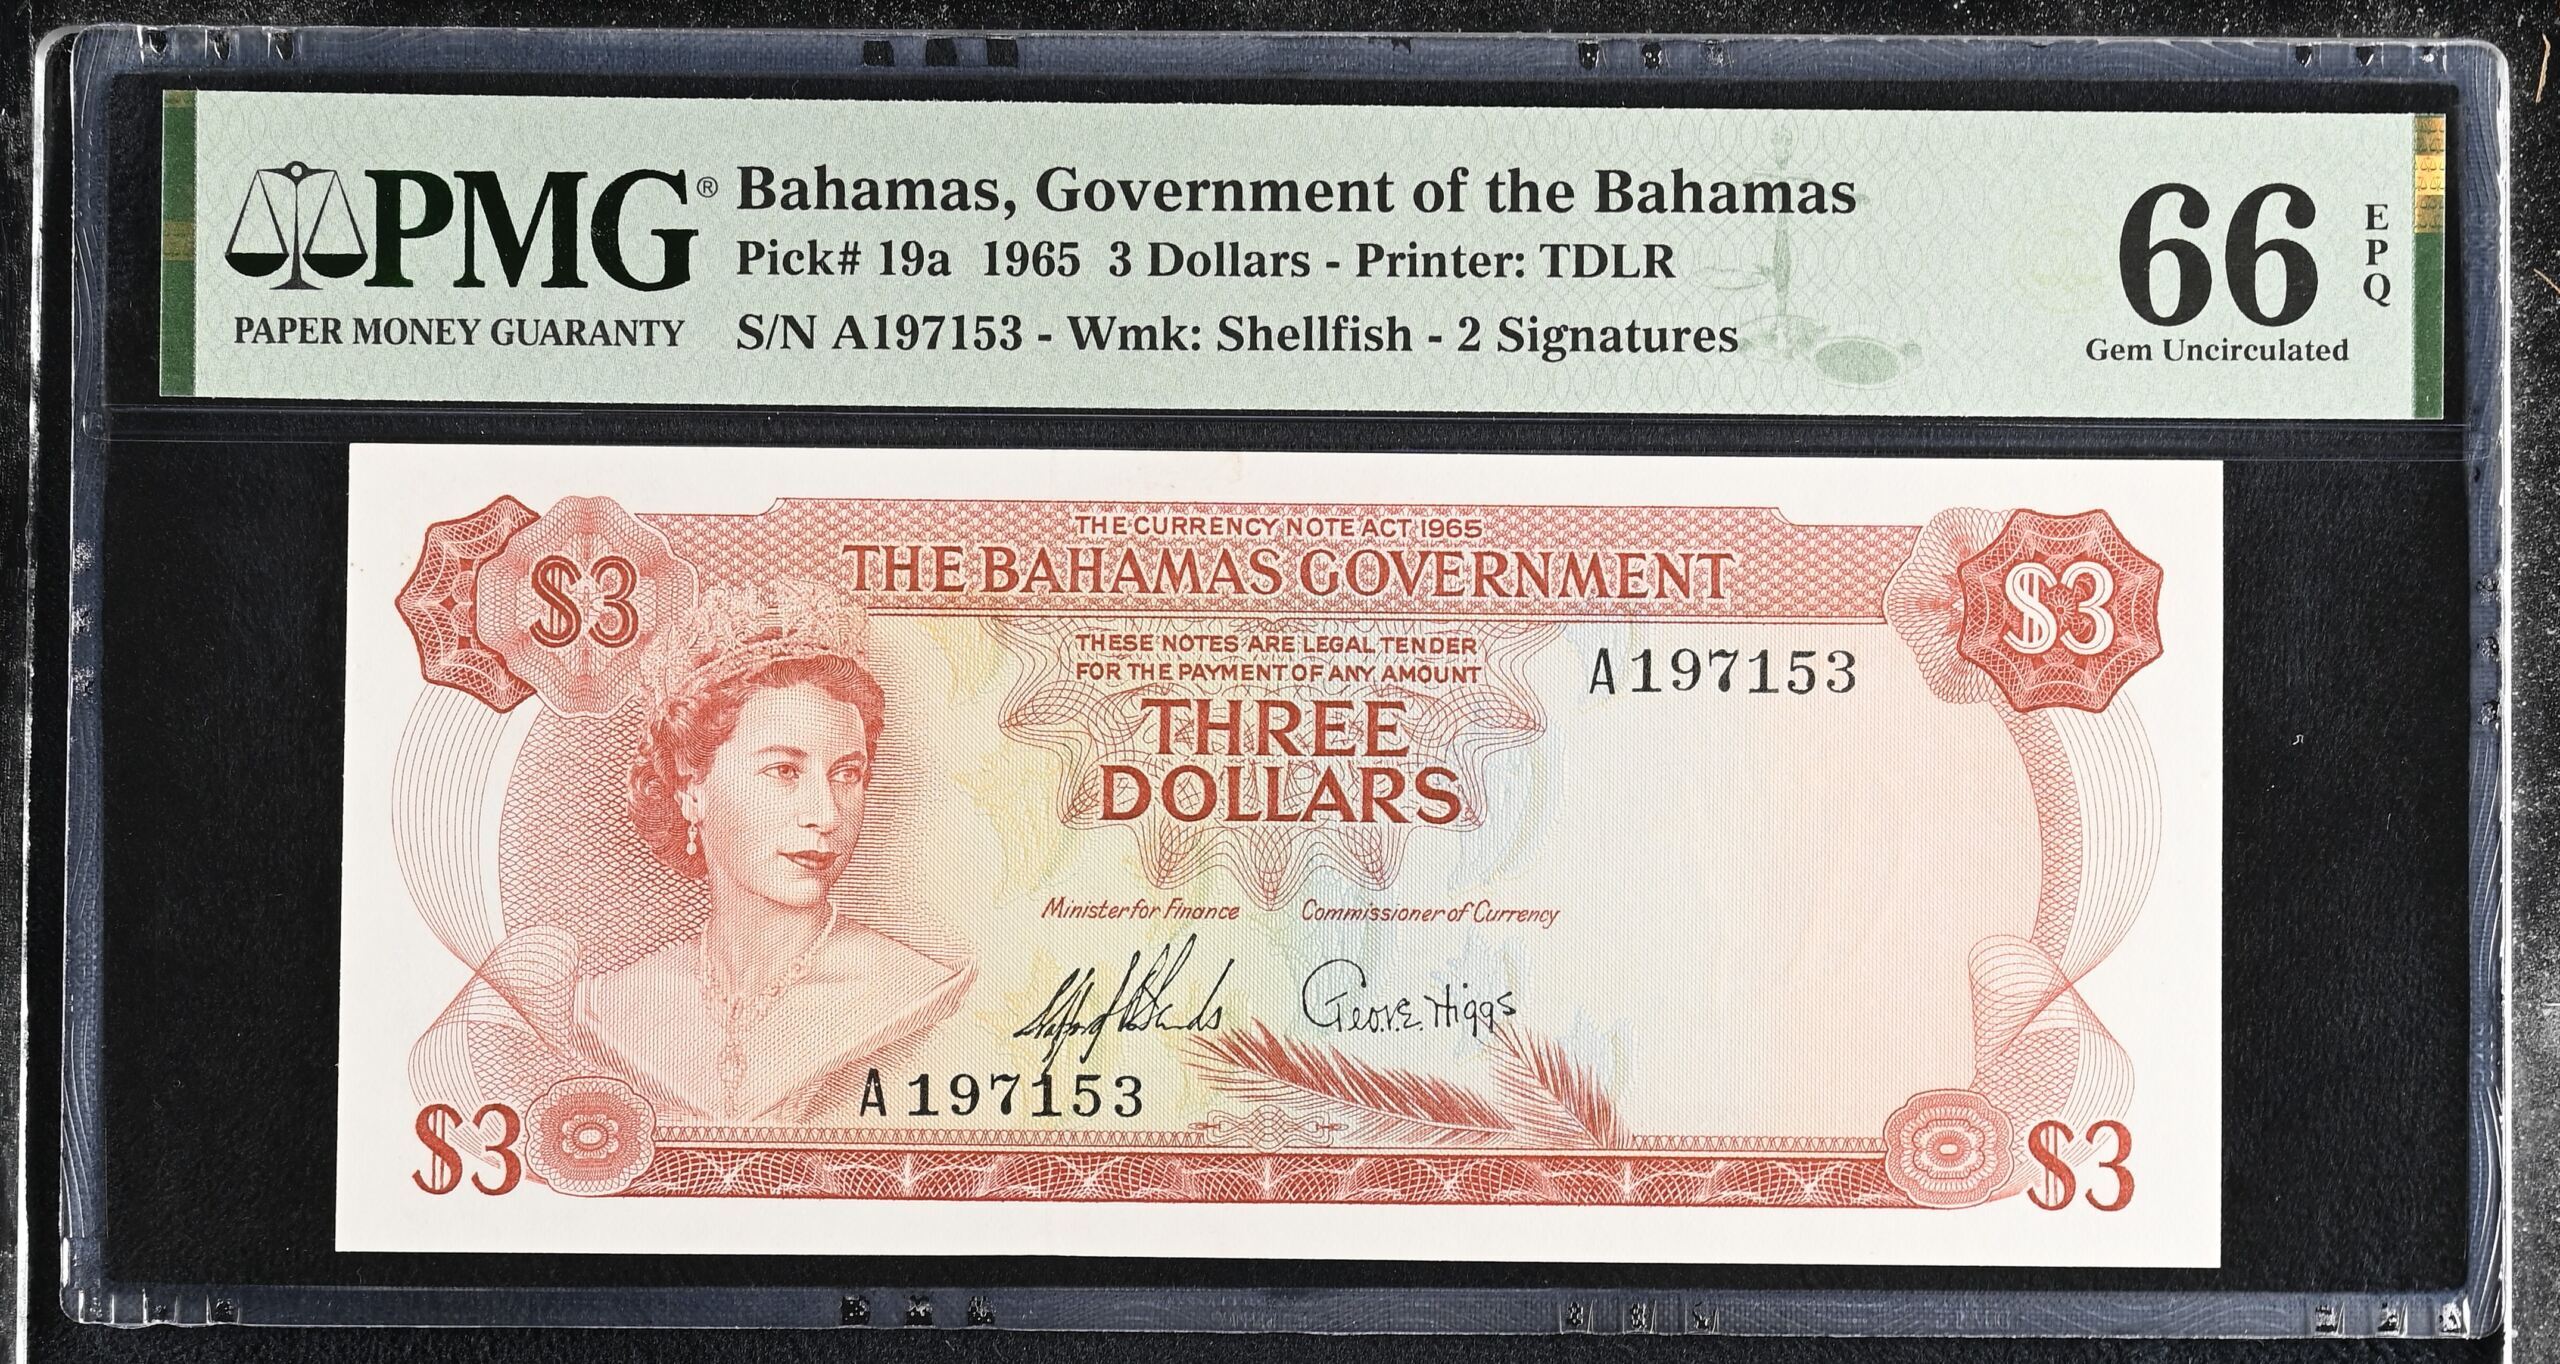 PMG® Bahamas, Government of the Bahamas
Pick# 19a 1965 3 Dollars - Printer: TDLR
PAPER MONEY GUARANTY
S/N A197153 - Wmk: Shellfish - 2 Signatures
66 EPQ
Gem Uncirculated
THE CURRENCY NOTE ACT 1965
THE BAHAMAS GOVERNMENT
$3
$3
THESE NOTES ARE LEGAL TENDER
FOR THE PAYMENT OF ANY AMOUNT
A197153
THREE
DOLLARS
Minister for Finance
Commissioner of Currency
Geo. E. Higgs
A197153
$3
$3